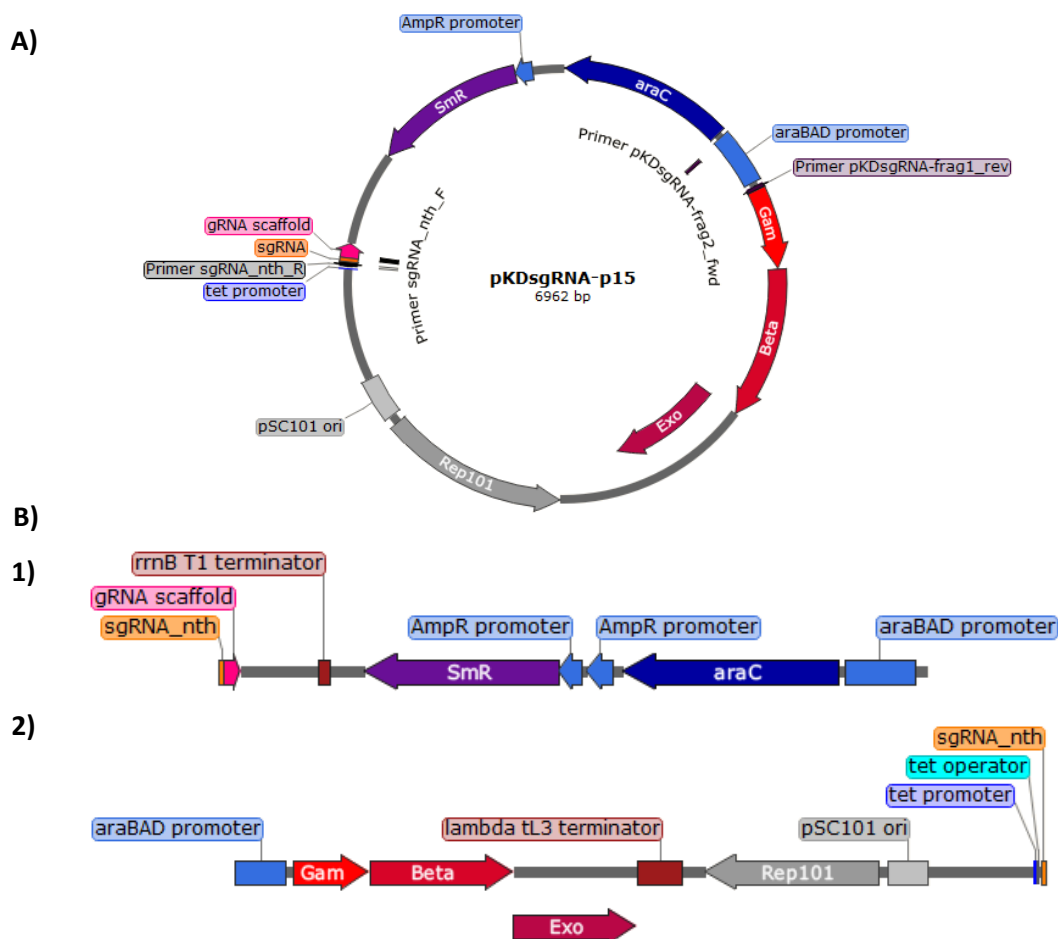 A)
AmpR promoter
SmR
araC
araBAD promoter
Primer pKDsgRNA-frag1_rev
Primer pKDsgRNA-frag2_fwd
Gam
gRNA scaffold
sgRNA
Primer sgRNA_nth_R
tet promoter
Primer sgRNA_nth_F
pKDsgRNA-p15
6962 bp
Beta
Exo
pSC101 ori
Rep101
B)
1)
rrnB T1 terminator
gRNA scaffold
sgRNA_nth
AmpR promoter
AmpR promoter
araBAD promoter
SmR
araC
2)
sgRNA_nth
tet operator
tet promoter
araBAD promoter
lambda tL3 terminator
pSC101 ori
Gam
Beta
Rep101
Exo